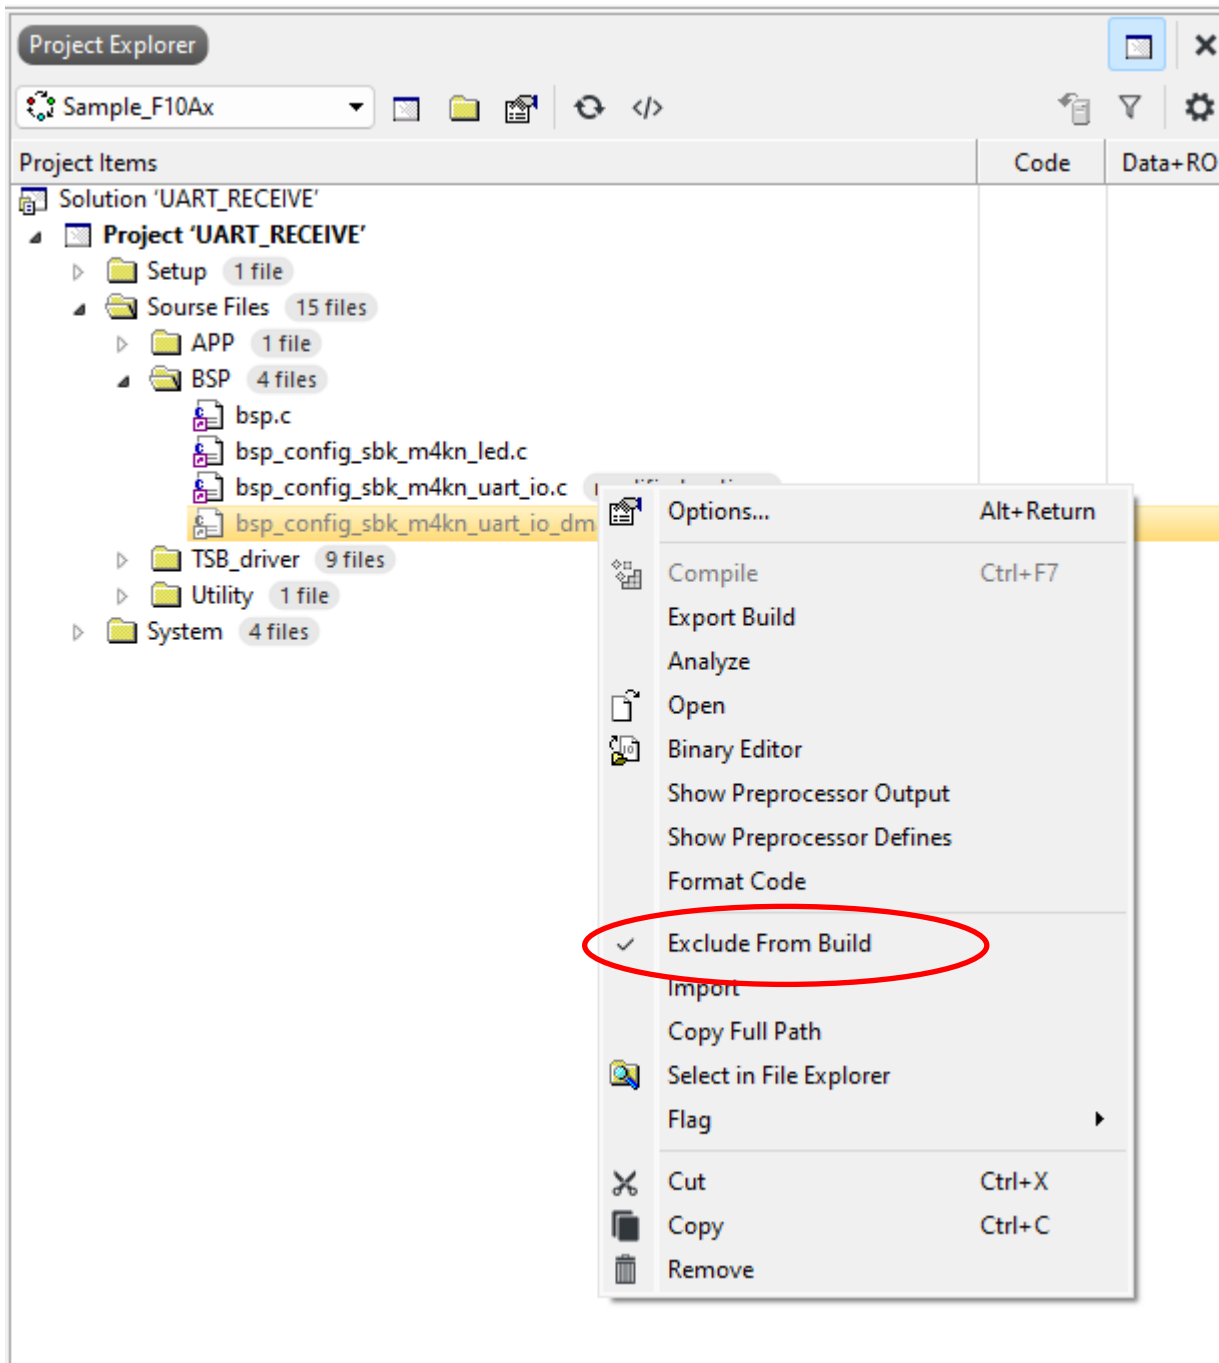 Project Explorer
Sample_F10Ax
Project Items Code Data+RO
Solution ‘UART_RECEIVE’
Project ‘UART_RECEIVE’
Setup 1 file
Sourse Files 15 files
APP 1 file
BSP 4 files
bsp.c
bsp_config_sbk_m4kn_led.c
bsp_config_sbk_m4kn_uart_io.c
bsp_config_sbk_m4kn_uart_io_dm
TSB_driver 9 files
Utility 1 file
System 4 files
Options... Alt+Return
Compile Ctrl+F7
Export Build
Analyze
Open
Binary Editor
Show Preprocessor Output
Show Preprocessor Defines
Format Code
Exclude From Build
Import
Copy Full Path
Select in File Explorer
Flag
Cut Ctrl+X
Copy Ctrl+C
Remove